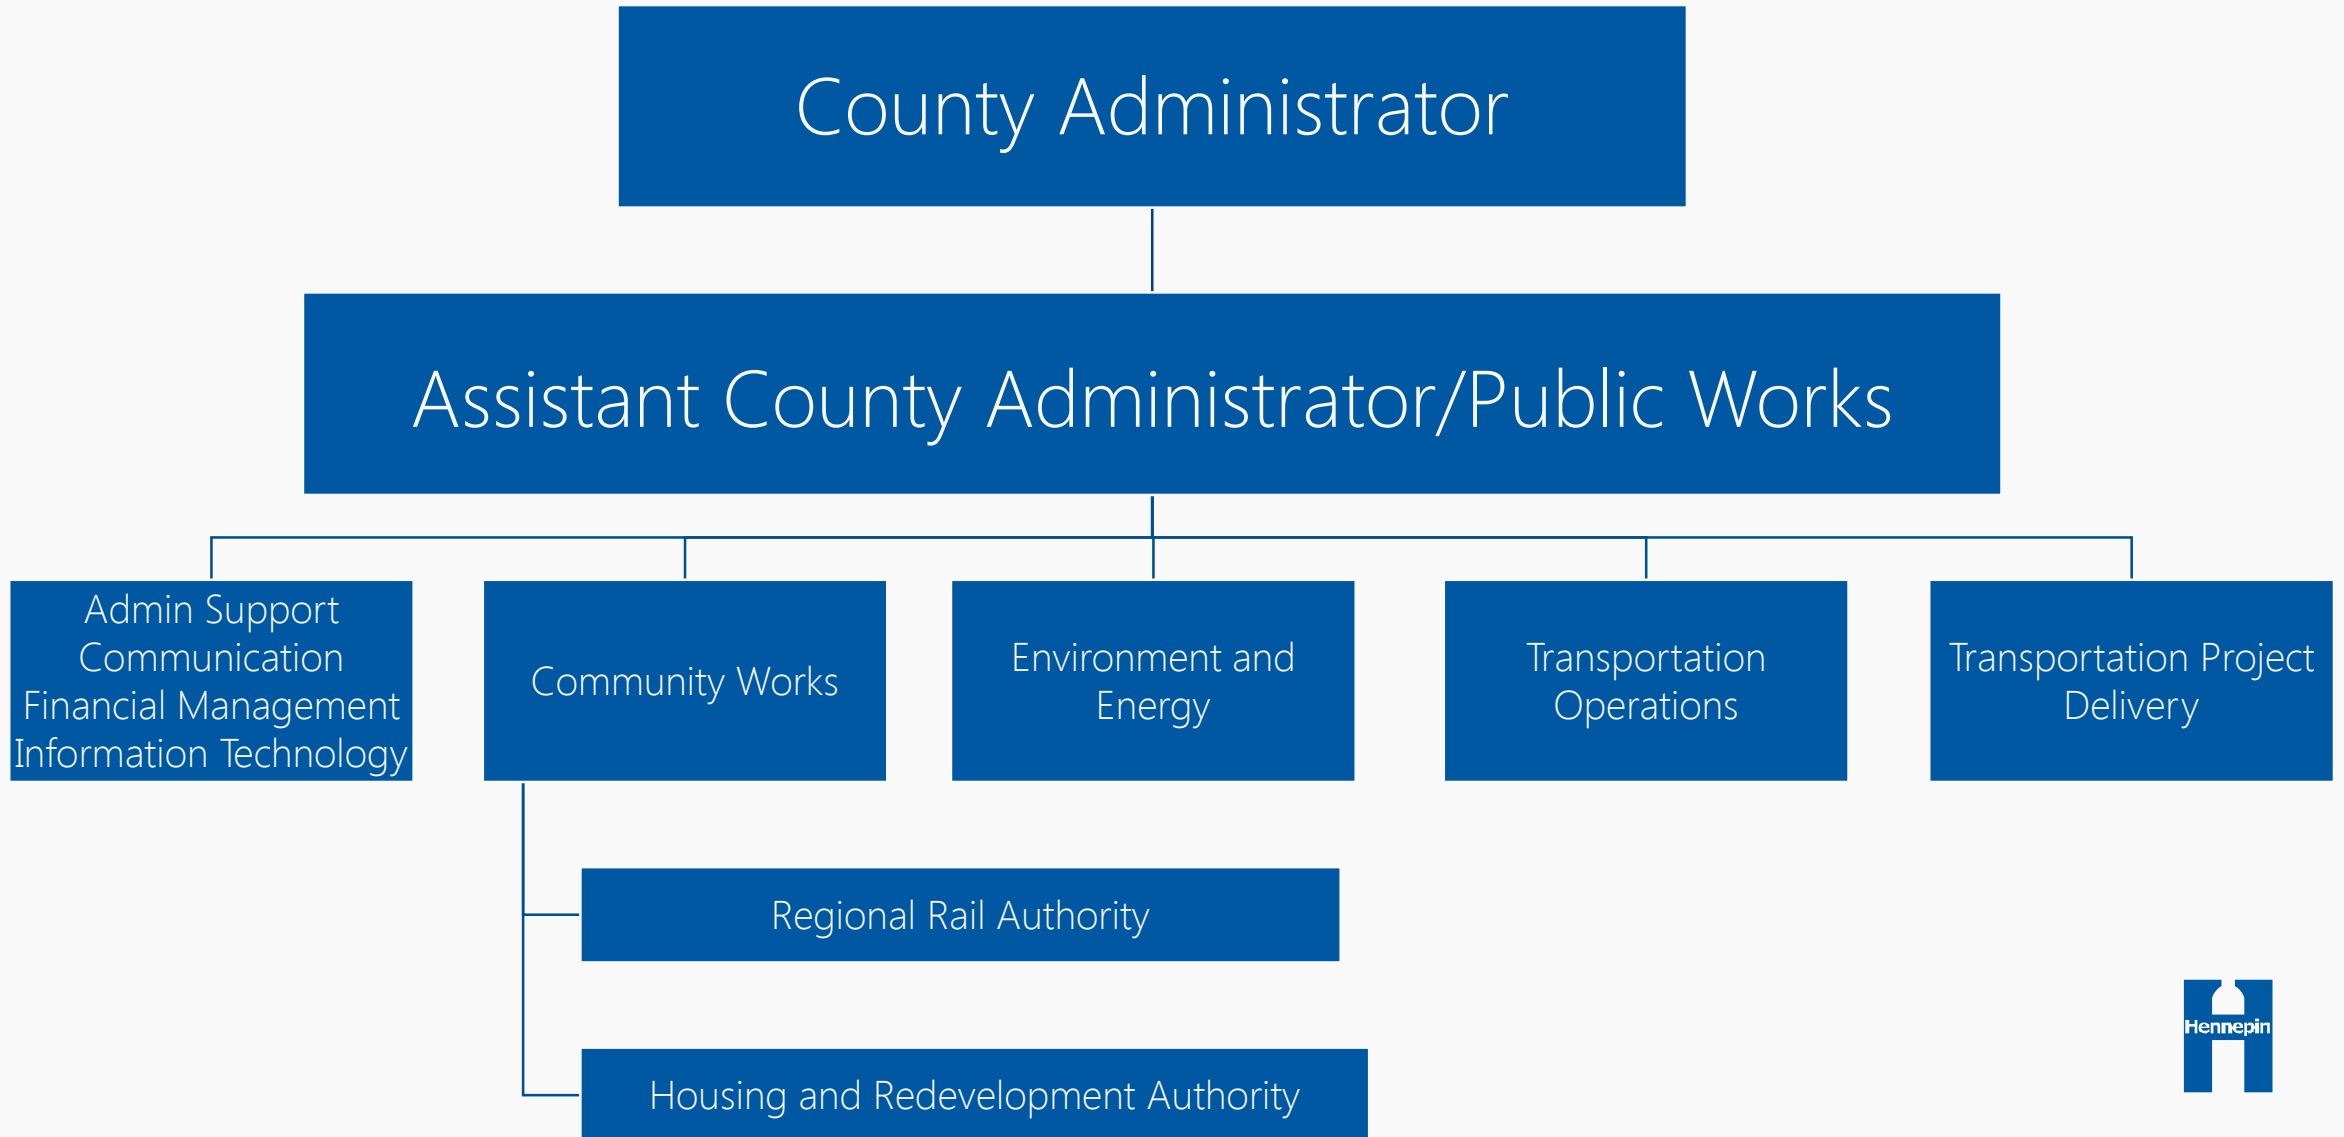 County Administrator
Assistant County Administrator/Public Works
Admin Support
Communication
Financial Management
Information Technology
Community Works
Environment and
Energy
Transportation
Operations
Transportation Project
Delivery
Regional Rail Authority
Housing and Redevelopment Authority
Hennepin